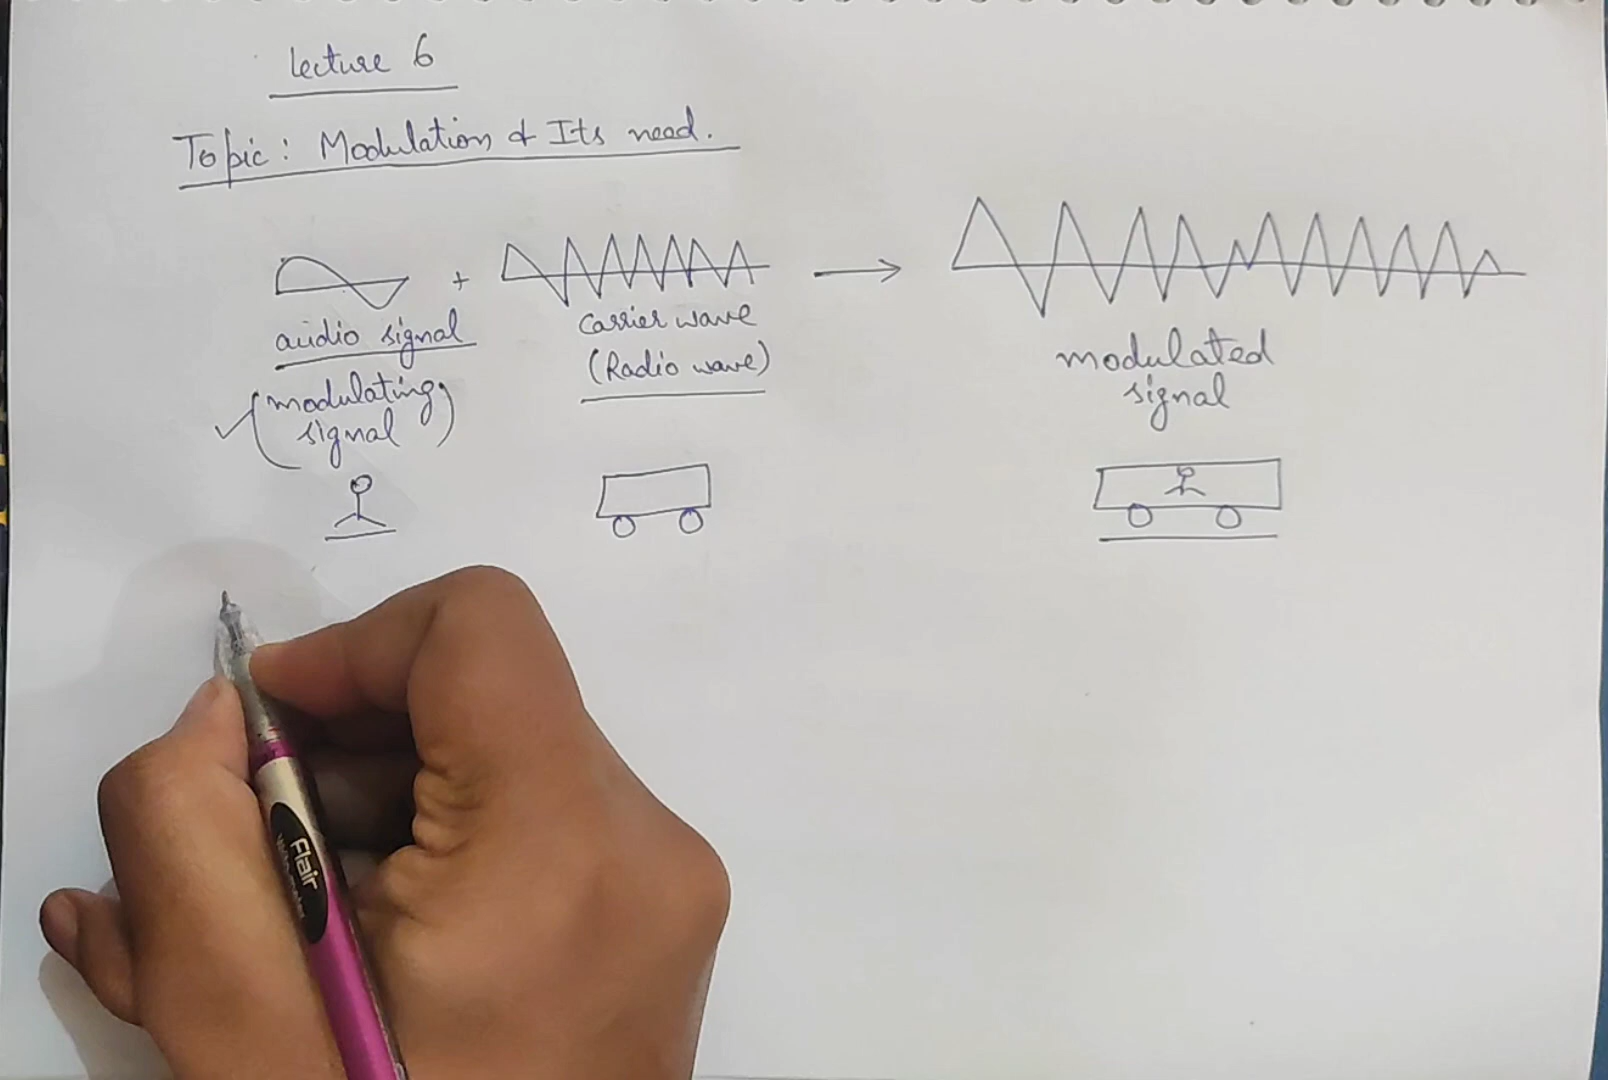 Lecture 6
Topic: Modulation & Its need.
+
audio signal
(modulating
signal)
carrier wave
(Radio wave)
modulated
signal
Flair